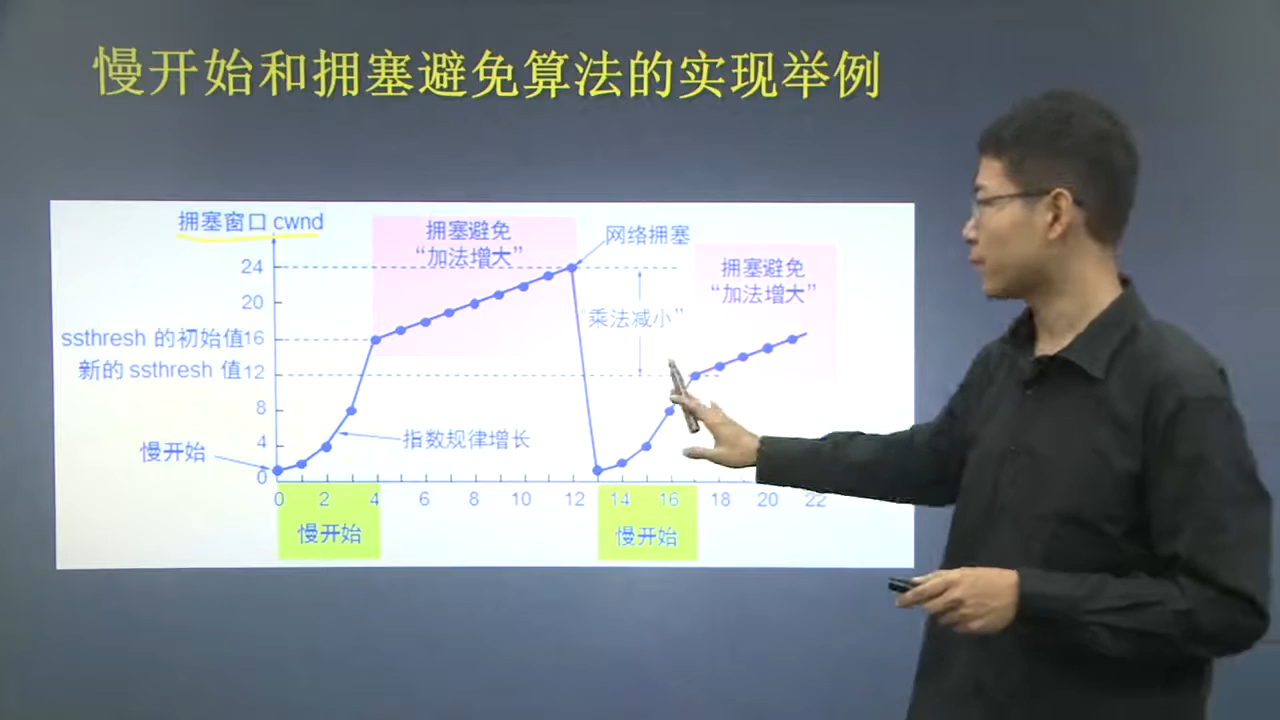 慢开始和拥塞避免算法的实现举例
拥塞窗口 cwnd
拥塞避免
“加法增大”
网络拥塞
拥塞避免
“加法增大”
24
20
ssthresh 的初始值16
“乘法减小”
新的 ssthresh 值12
8
4
指数规律增长
慢开始
0
0 2 4 6 8 10 12 14 16 18 20 22
慢开始
慢开始